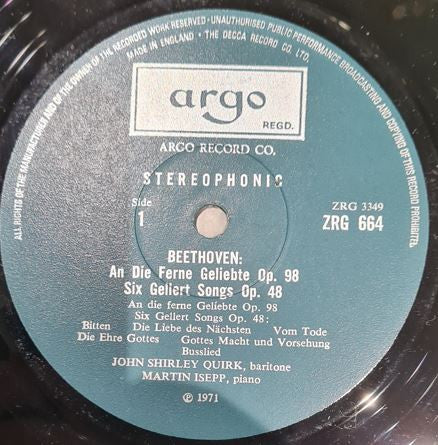 ALL RIGHTS OF THE MANUFACTURER AND OF THE OWNER OF THE RECORDED WORK RESERVED · UNAUTHORISED PUBLIC PERFORMANCE BROADCASTING AND COPYING OF THIS RECORD PROHIBITED
MADE IN ENGLAND · THE DECCA RECORD CO. LTD.
argo
REGD.
ARGO RECORD CO.
STEREOPHONIC
Side
1
ZRG 3349
ZRG 664
BEETHOVEN:
An Die Ferne Geliebte Op. 98
Six Gellert Songs Op. 48
An die ferne Geliebte Op. 98
Six Gellert Songs Op. 48:
Bitten Die Liebe des Nächsten Vom Tode
Die Ehre Gottes Gottes Macht und Vorsehung
Busslied
JOHN SHIRLEY QUIRK, baritone
MARTIN ISEPP, piano
℗ 1971